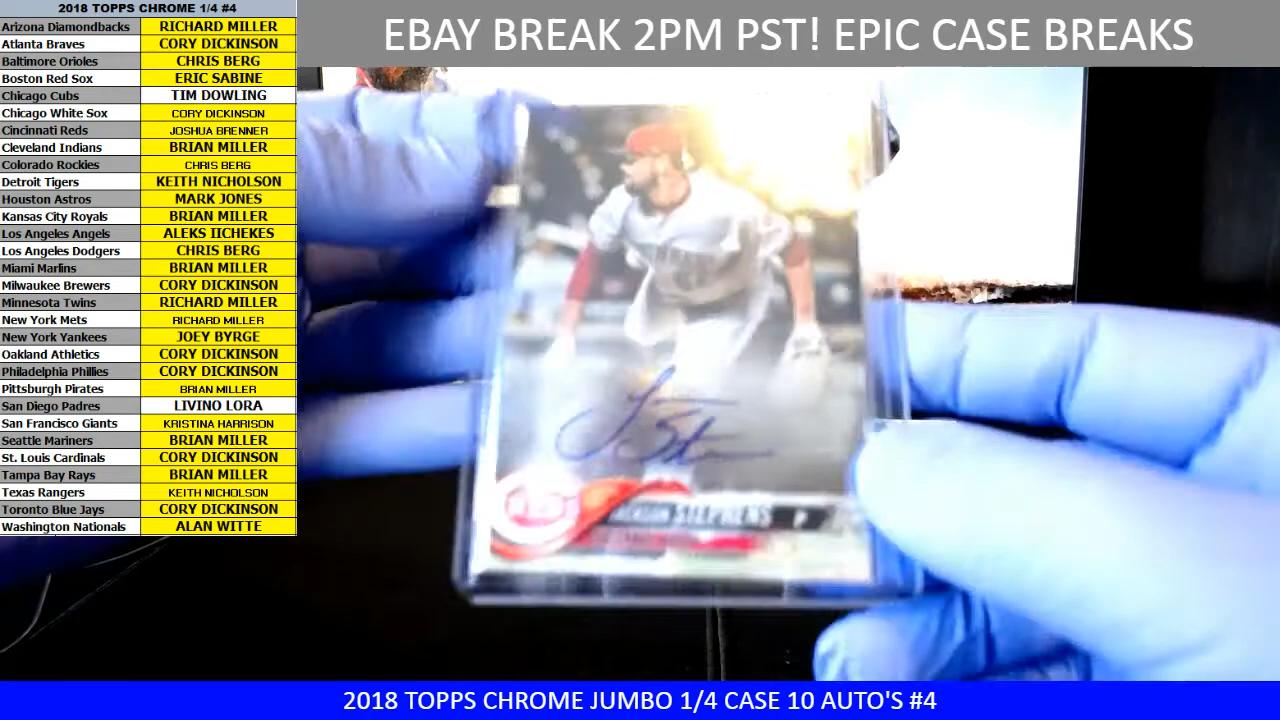 2018 TOPPS CHROME 1/4 #4
Arizona Diamondbacks RICHARD MILLER
Atlanta Braves CORY DICKINSON
Baltimore Orioles CHRIS BERG
Boston Red Sox ERIC SABINE
Chicago Cubs TIM DOWLING
Chicago White Sox CORY DICKINSON
Cincinnati Reds JOSHUA BRENNER
Cleveland Indians BRIAN MILLER
Colorado Rockies CHRIS BERG
Detroit Tigers KEITH NICHOLSON
Houston Astros MARK JONES
Kansas City Royals BRIAN MILLER
Los Angeles Angels ALEKS IICHEKES
Los Angeles Dodgers CHRIS BERG
Miami Marlins BRIAN MILLER
Milwaukee Brewers CORY DICKINSON
Minnesota Twins RICHARD MILLER
New York Mets RICHARD MILLER
New York Yankees JOEY BYRGE
Oakland Athletics CORY DICKINSON
Philadelphia Phillies CORY DICKINSON
Pittsburgh Pirates BRIAN MILLER
San Diego Padres LIVINO LORA
San Francisco Giants KRISTINA HARRISON
Seattle Mariners BRIAN MILLER
St. Louis Cardinals CORY DICKINSON
Tampa Bay Rays BRIAN MILLER
Texas Rangers KEITH NICHOLSON
Toronto Blue Jays CORY DICKINSON
Washington Nationals ALAN WITTE
EBAY BREAK 2PM PST! EPIC CASE BREAKS
STEPHENS P
2018 TOPPS CHROME JUMBO 1/4 CASE 10 AUTO'S #4